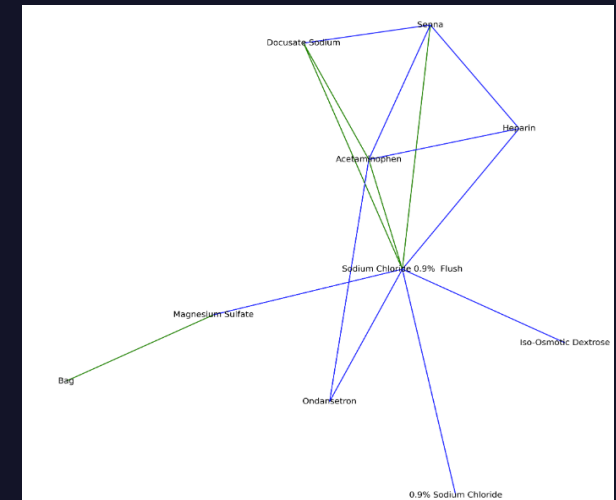 Senna
Docusate Sodium
Heparin
Acetaminophen
Sodium Chloride 0.9%  Flush
Magnesium Sulfate
Iso-Osmotic Dextrose
Bag
Ondansetron
0.9% Sodium Chloride